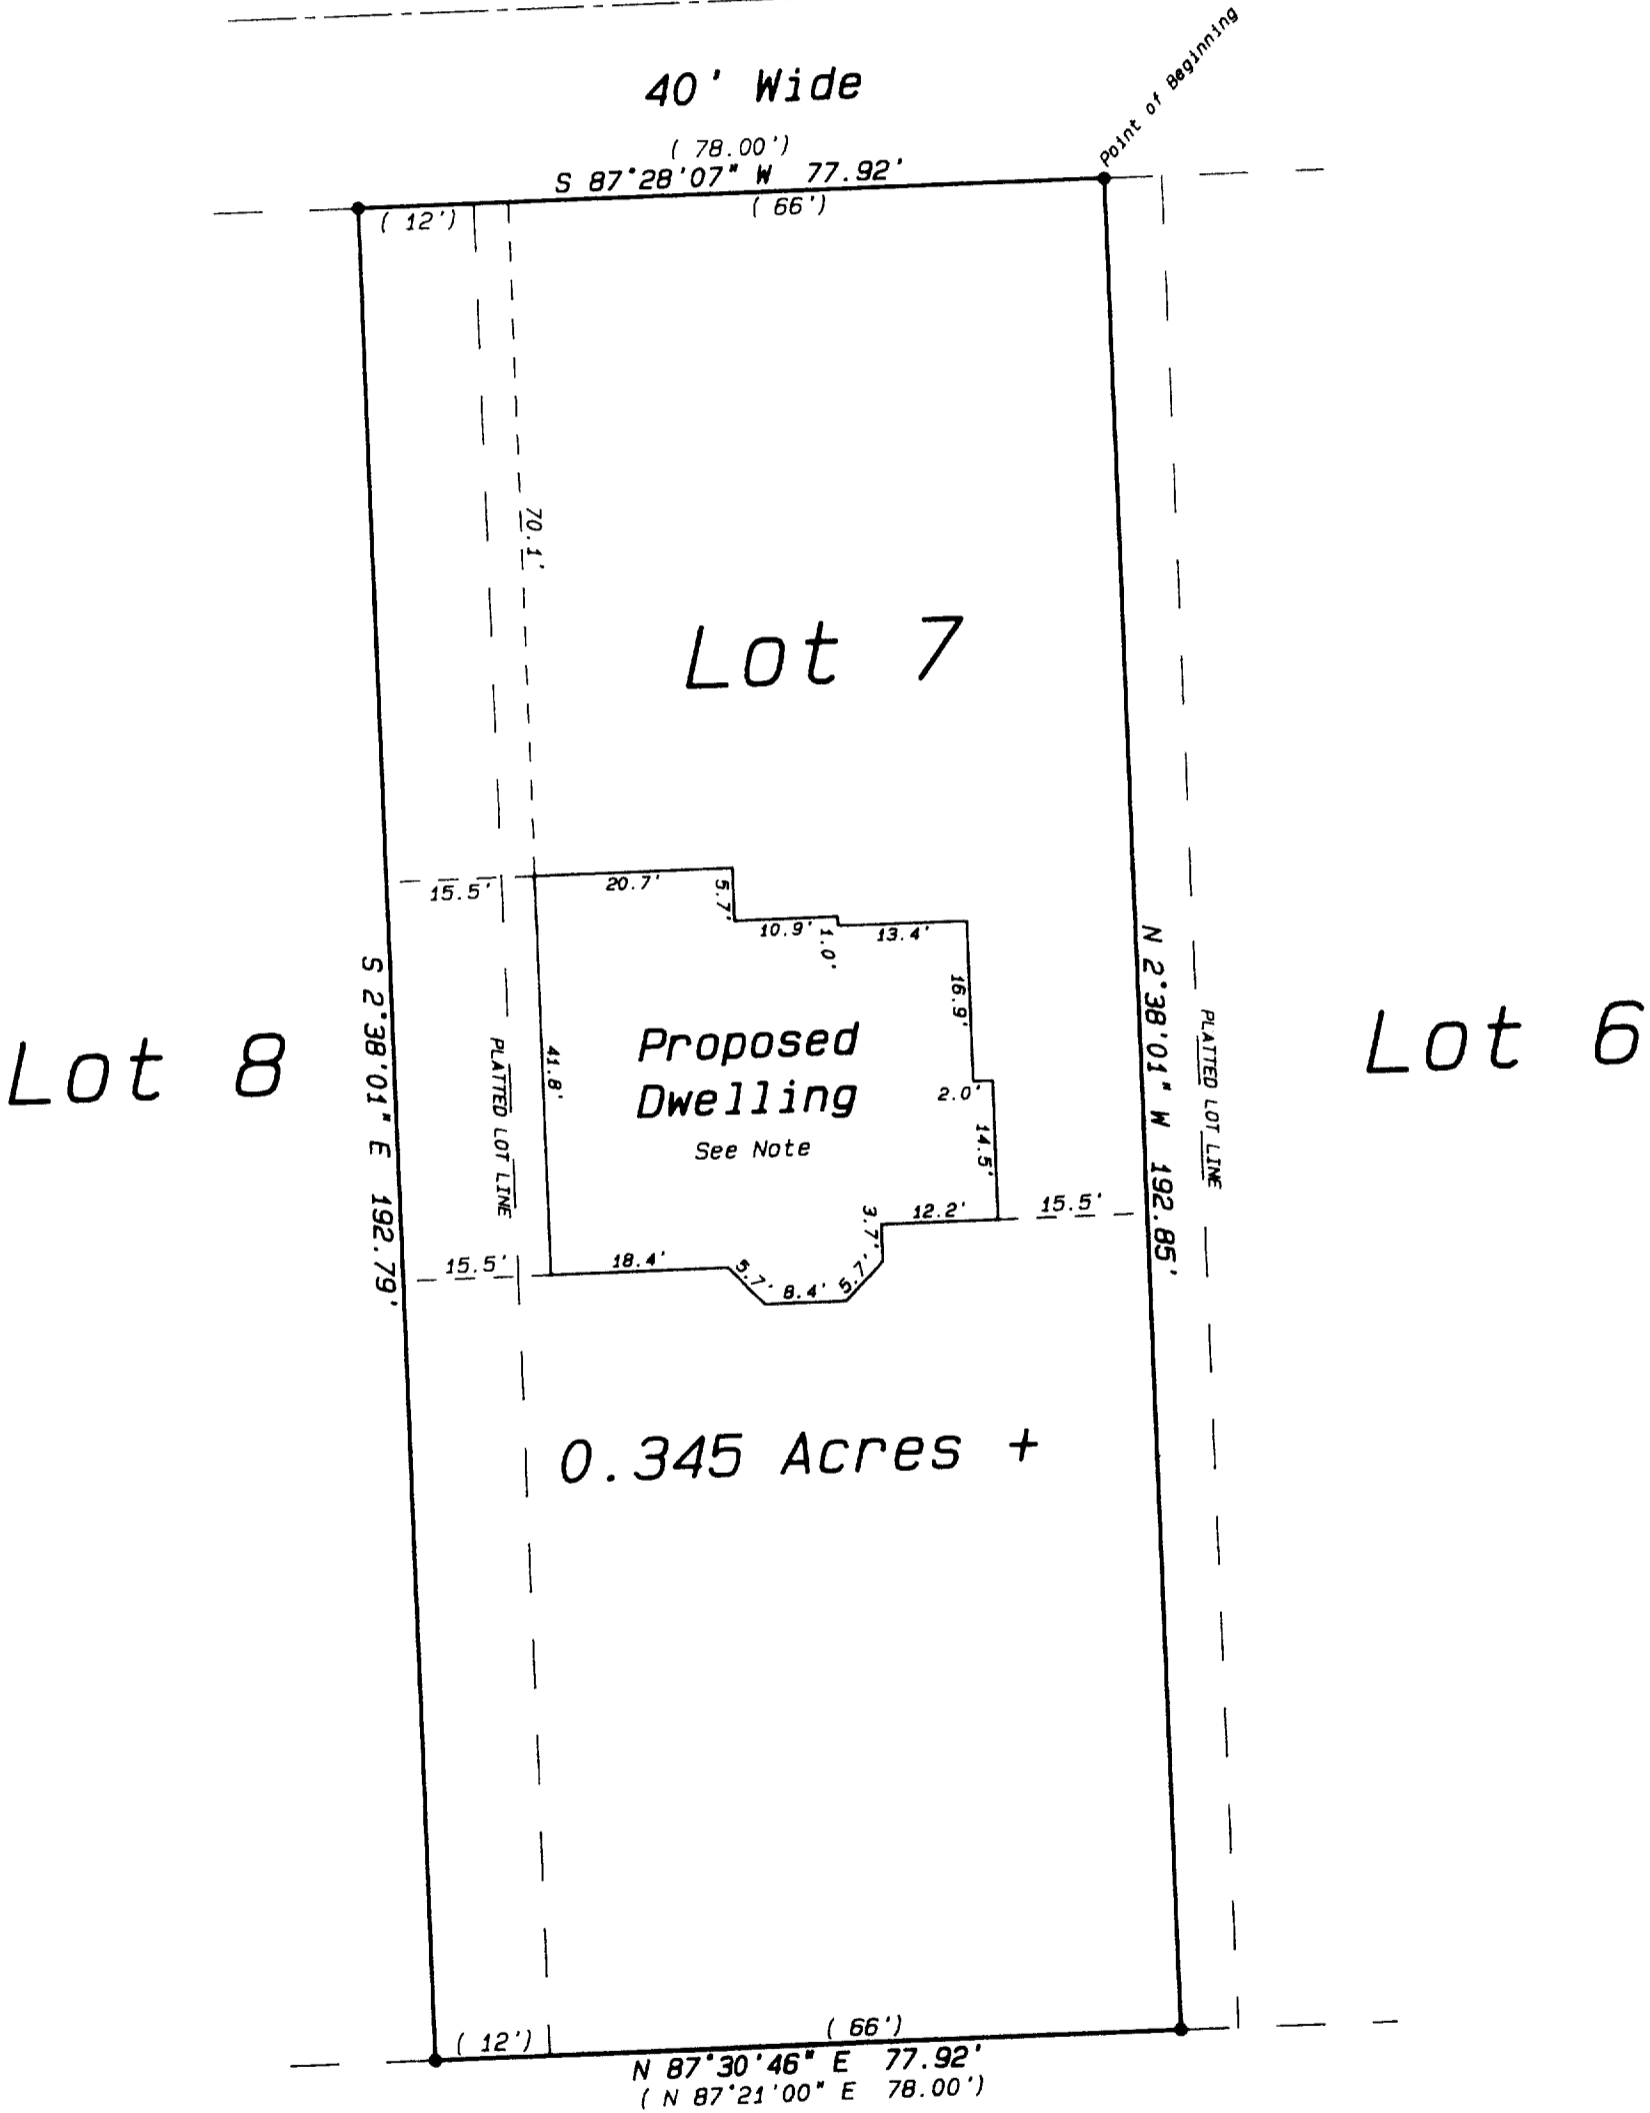 40' Wide
Point of Beginning
( 78.00')
S 87°28'07" W 77.92'
( 12')
( 66')
70.1'
Lot 7
15.5'
20.7'
5.7'
10.9'
1.0'
13.4'
16.9'
S 2°38'01" E 192.79'
N 2°38'01" W 192.85'
Lot 8
PLATTED LOT LINE
41.8'
Proposed
Dwelling
See Note
2.0'
14.5'
PLATTED LOT LINE
Lot 6
15.5'
18.4'
5.7'
8.4'
5.7'
3.7'
12.2'
15.5'
0.345 Acres +
( 12')
( 66')
N 87°30'46" E 77.92'
( N 87°21'00" E 78.00')